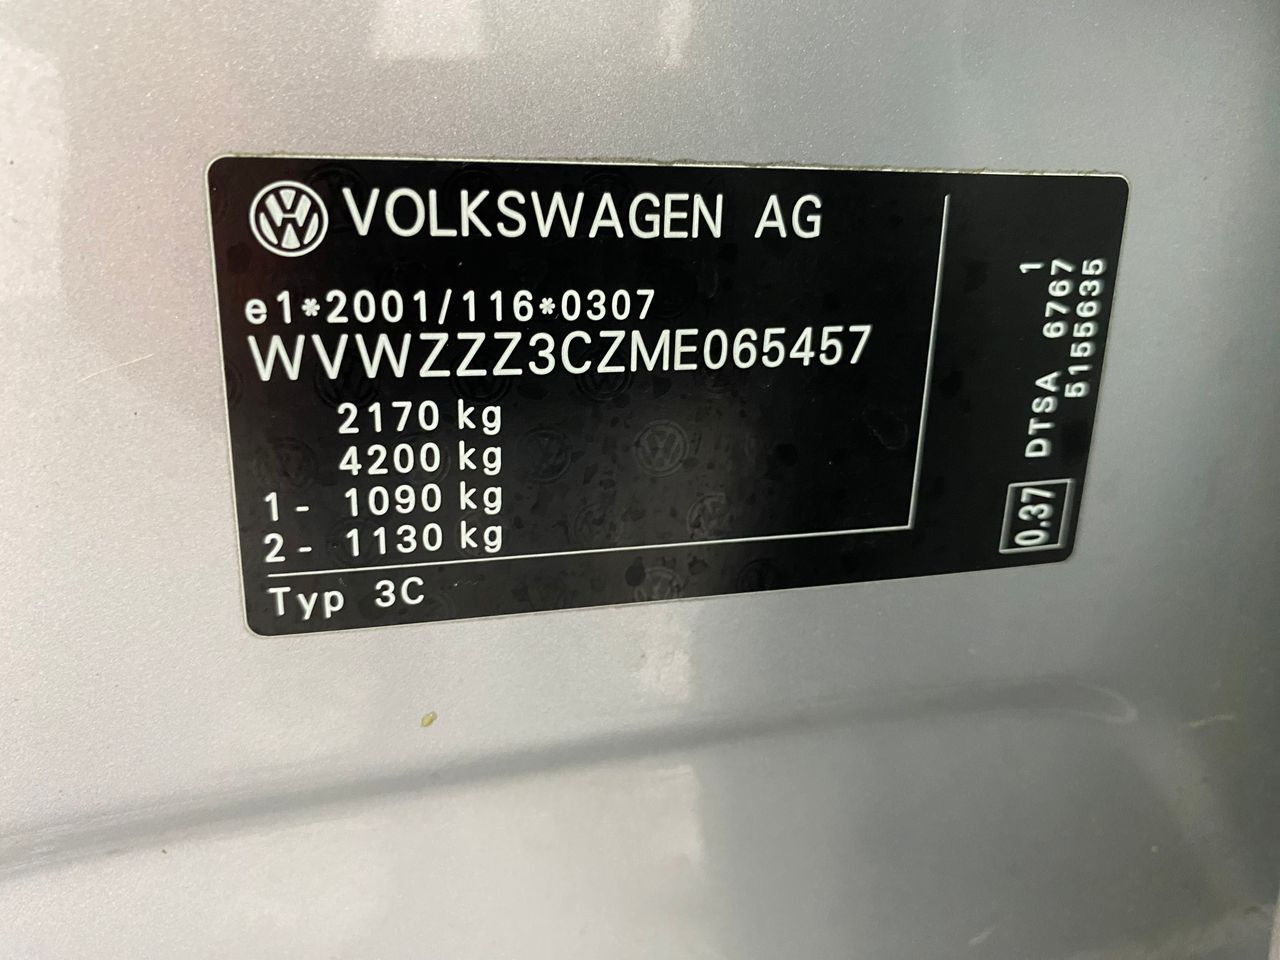 VOLKSWAGEN AG
e1*2001/116*0307
WVWZZZ3CZME065457
2170 kg
4200 kg
1- 1090 kg
2- 1130 kg
Typ 3C
1
DTSA 6767
5155635
0.37